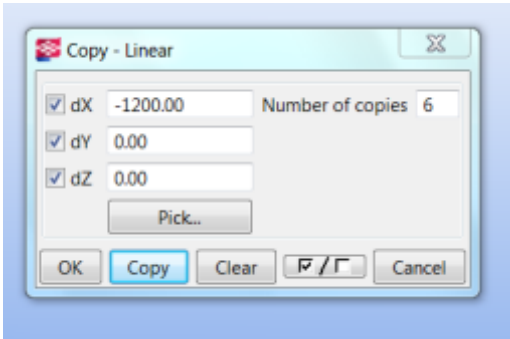 Copy - Linear
dX -1200.00 Number of copies 6
dY 0.00
dZ 0.00
Pick...
OK Copy Clear / Cancel